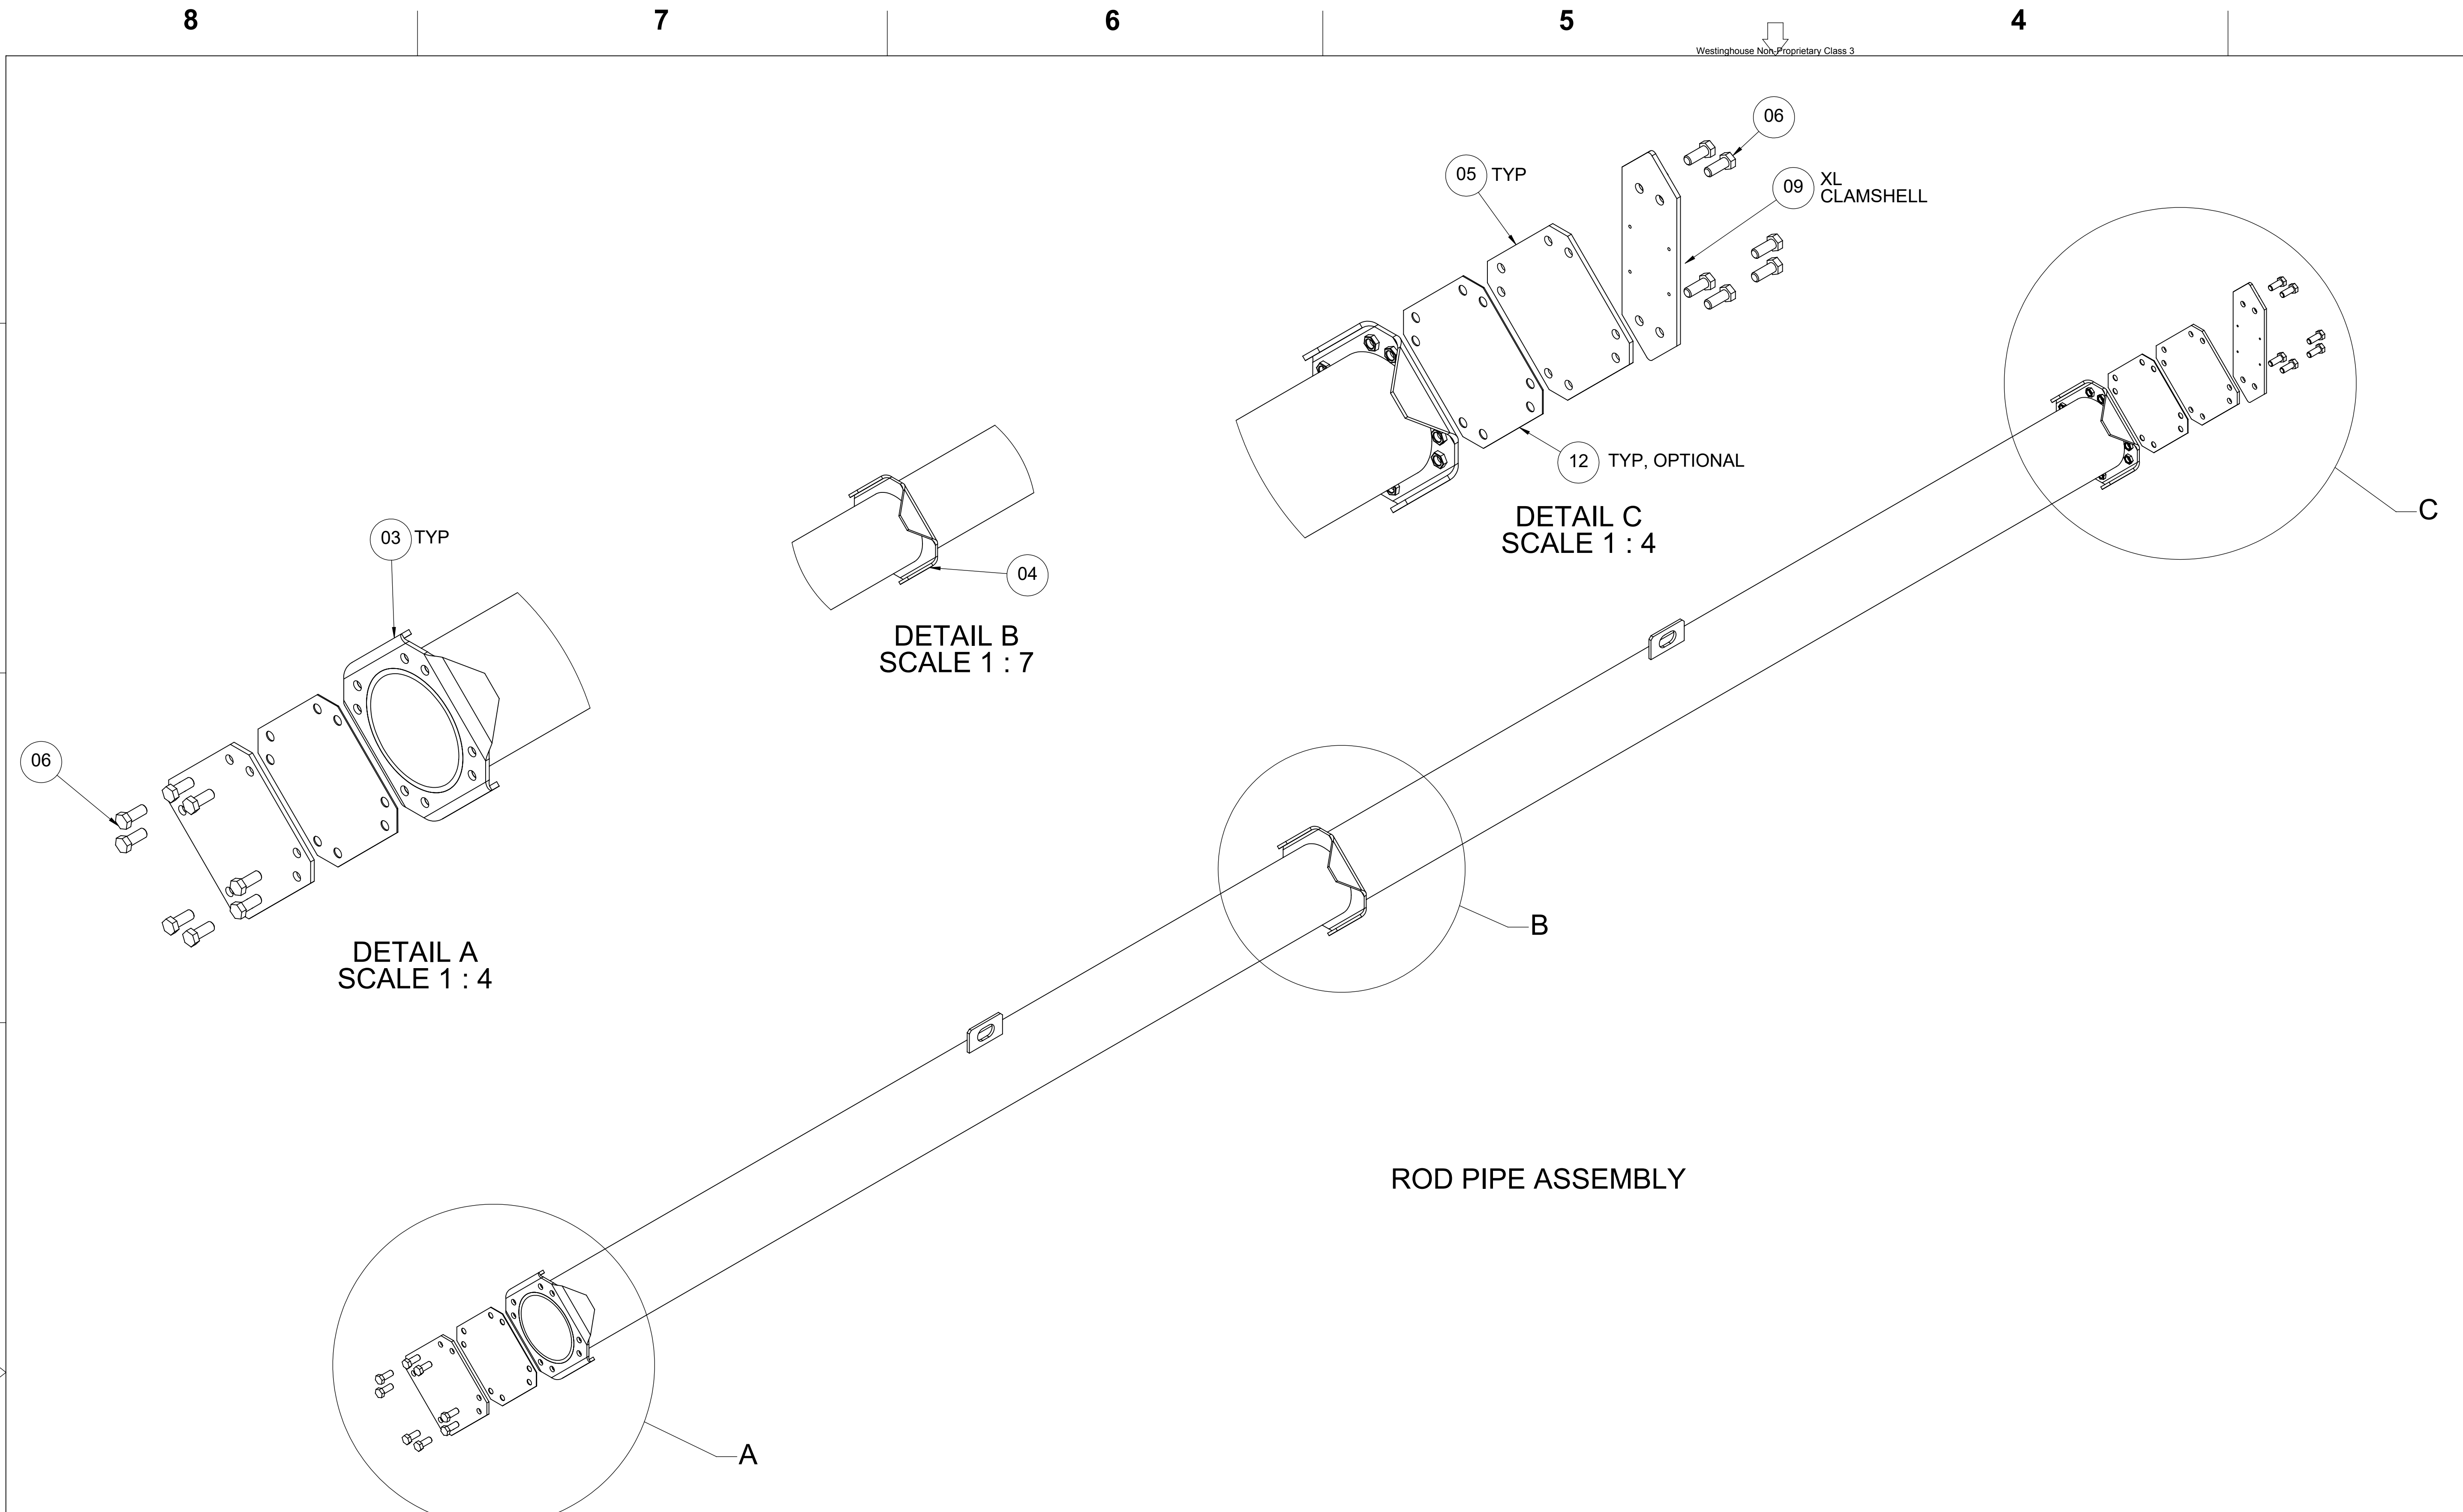 8
7
6
5
4
Westinghouse Non-Proprietary Class 3
06
05 TYP
09 XL
CLAMSHELL
12 TYP, OPTIONAL
DETAIL C
SCALE 1 : 4
C
03 TYP
04
DETAIL B
SCALE 1 : 7
06
DETAIL A
SCALE 1 : 4
B
ROD PIPE ASSEMBLY
A